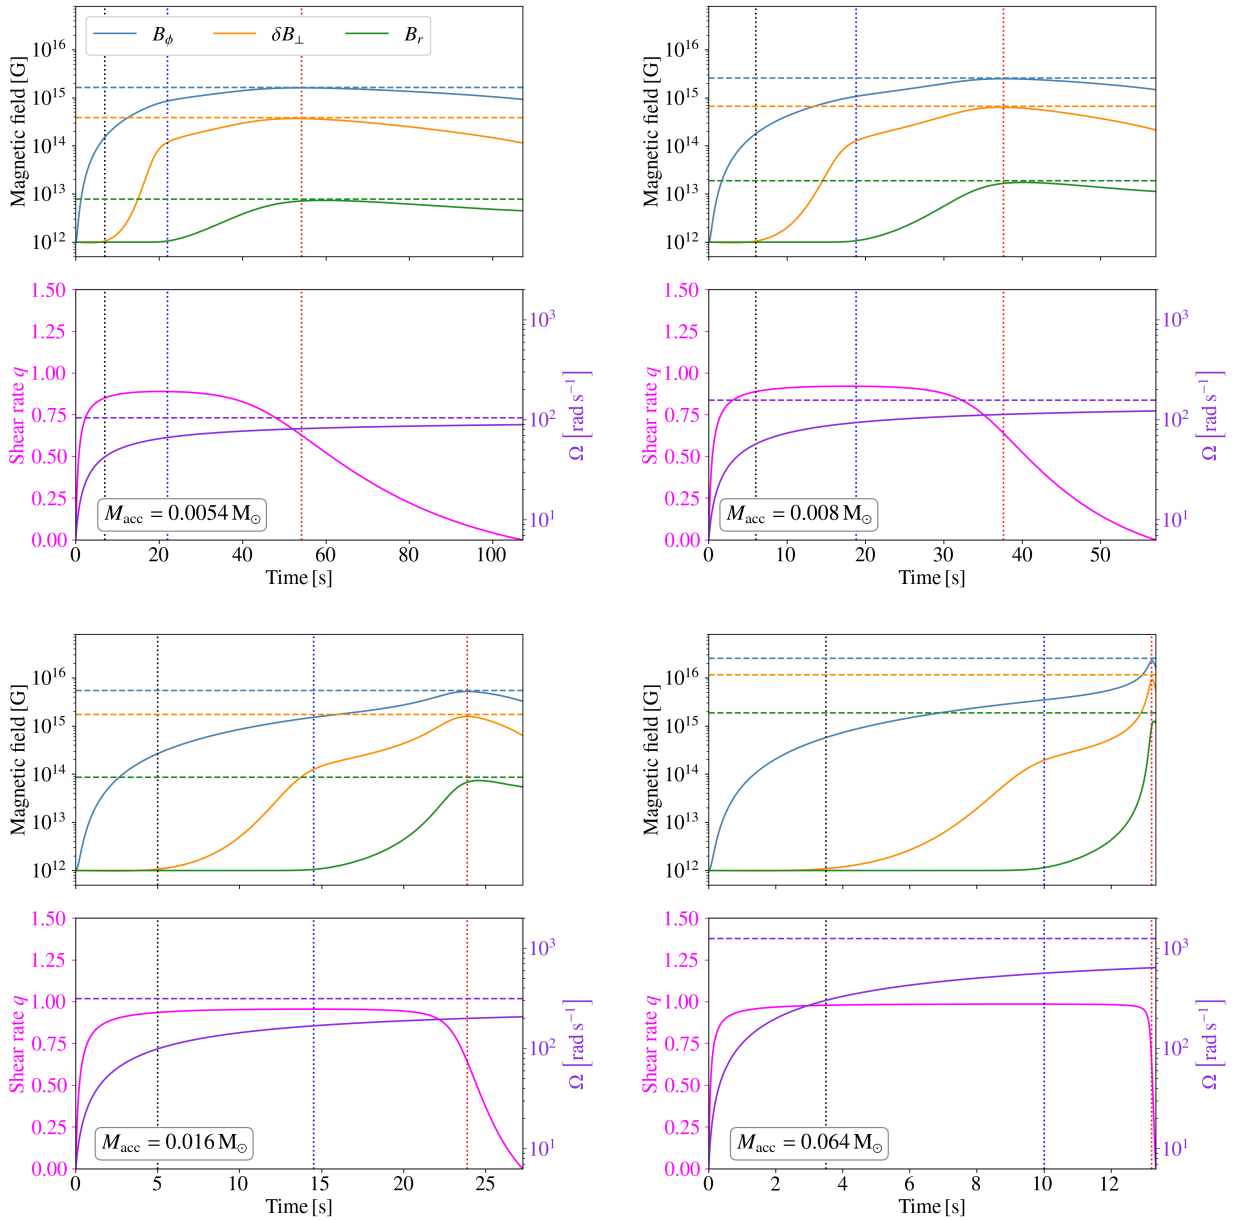 B_ϕ δB_⊥ B_r
Magnetic field [G]
10^16
10^15
10^14
10^13
10^12
Magnetic field [G]
10^16
10^15
10^14
10^13
10^12
Shear rate q
1.50
1.25
1.00
0.75
0.50
0.25
0.00
M_acc = 0.0054 M_⊙
10^3
10^2
10^1
Ω [rad s^−1]
0 20 40 60 80 100
Time [s]
Shear rate q
1.50
1.25
1.00
0.75
0.50
0.25
0.00
M_acc = 0.008 M_⊙
10^3
10^2
10^1
Ω [rad s^−1]
0 10 20 30 40 50
Time [s]
Magnetic field [G]
10^16
10^15
10^14
10^13
10^12
Magnetic field [G]
10^16
10^15
10^14
10^13
10^12
Shear rate q
1.50
1.25
1.00
0.75
0.50
0.25
0.00
M_acc = 0.016 M_⊙
10^3
10^2
10^1
Ω [rad s^−1]
0 5 10 15 20 25
Time [s]
Shear rate q
1.50
1.25
1.00
0.75
0.50
0.25
0.00
M_acc = 0.064 M_⊙
10^3
10^2
10^1
Ω [rad s^−1]
0 2 4 6 8 10 12
Time [s]